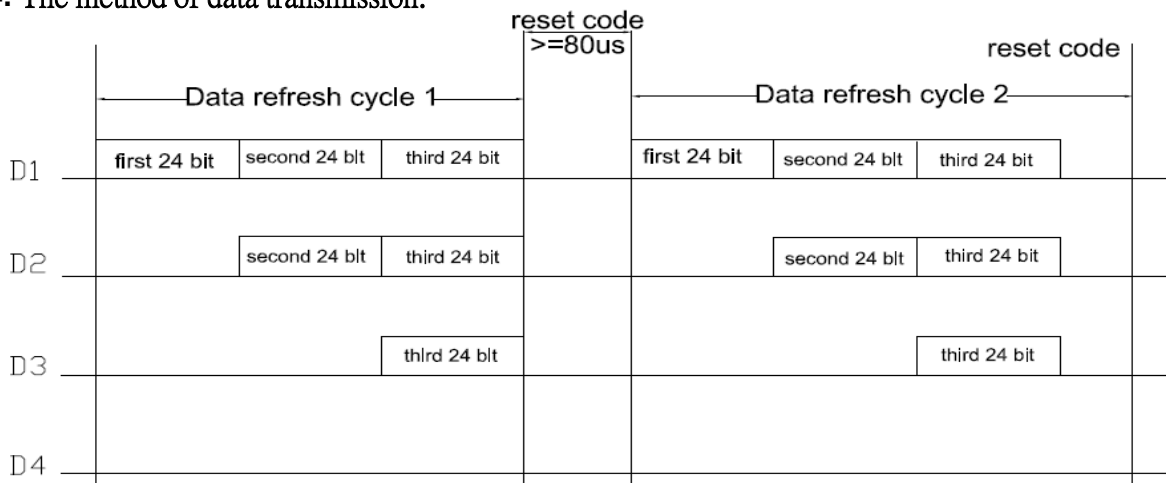 The method of data transmission:
reset code
>=80us
reset code
Data refresh cycle 1
Data refresh cycle 2
D1 first 24 bit second 24 blt third 24 bit first 24 bit second 24 blt third 24 bit
D2 second 24 blt third 24 bit second 24 blt third 24 bit
D3 thlrd 24 blt third 24 bit
D4